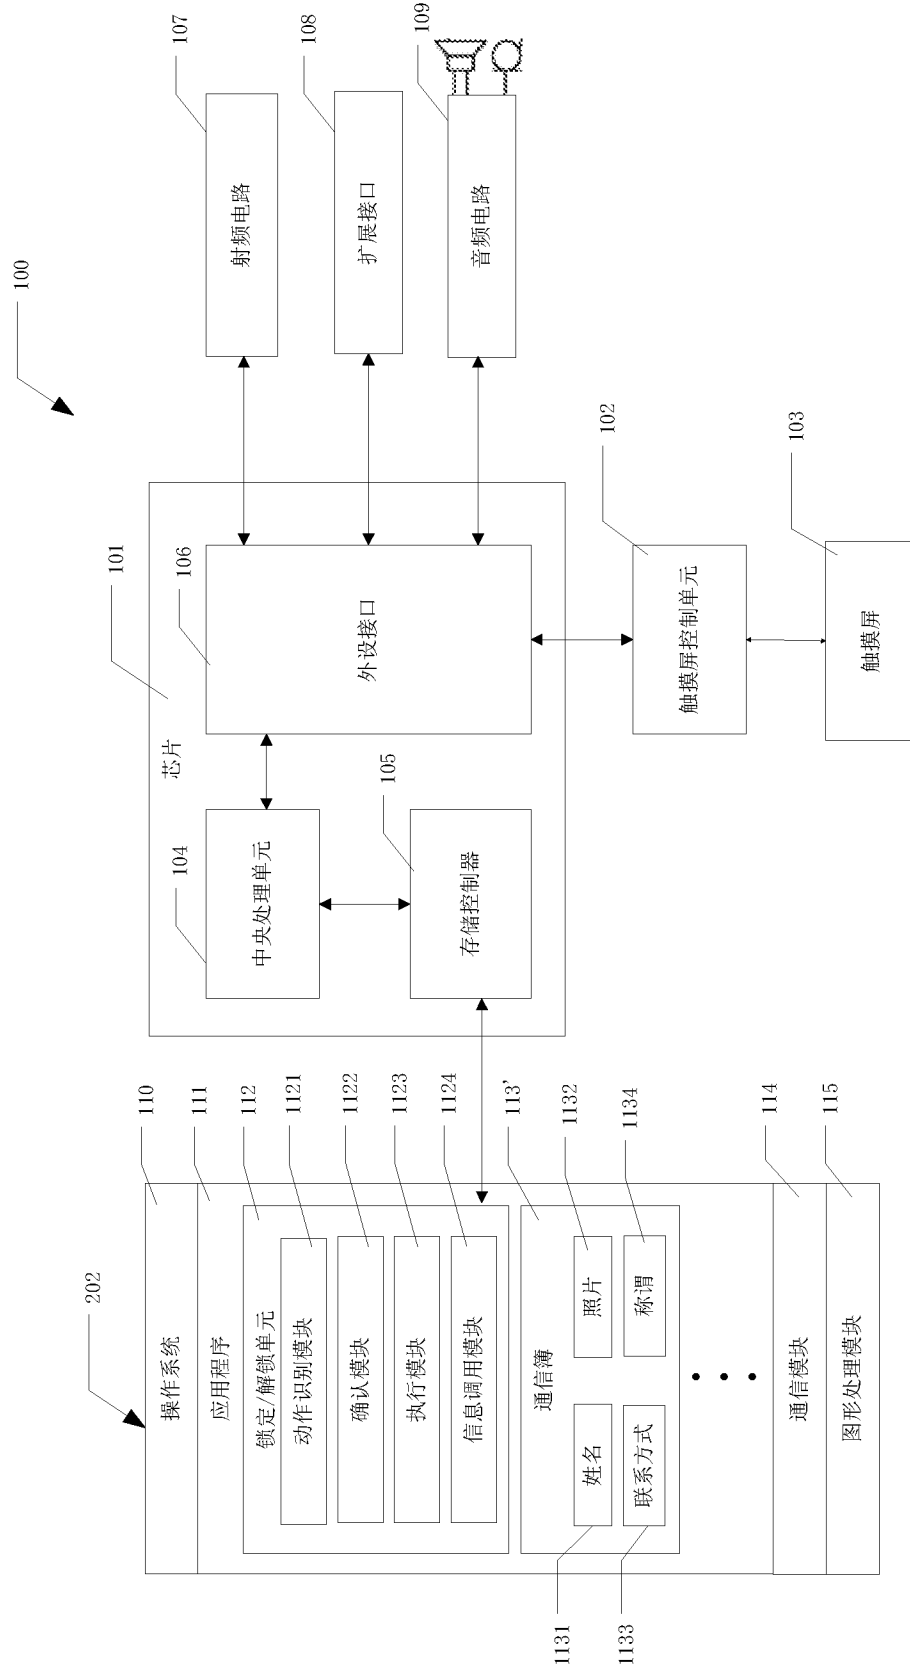 100
202
110
操作系统
111
应用程序
112
锁定/解锁单元
1121
动作识别模块
1122
确认模块
1123
执行模块
1124
信息调用模块
113'
通信簿
1131
姓名
1132
照片
1133
联系方式
1134
称谓
114
通信模块
115
图形处理模块
101
芯片
104
中央处理单元
105
存储控制器
106
外设接口
107
射频电路
108
扩展接口
109
音频电路
102
触摸屏控制单元
103
触摸屏